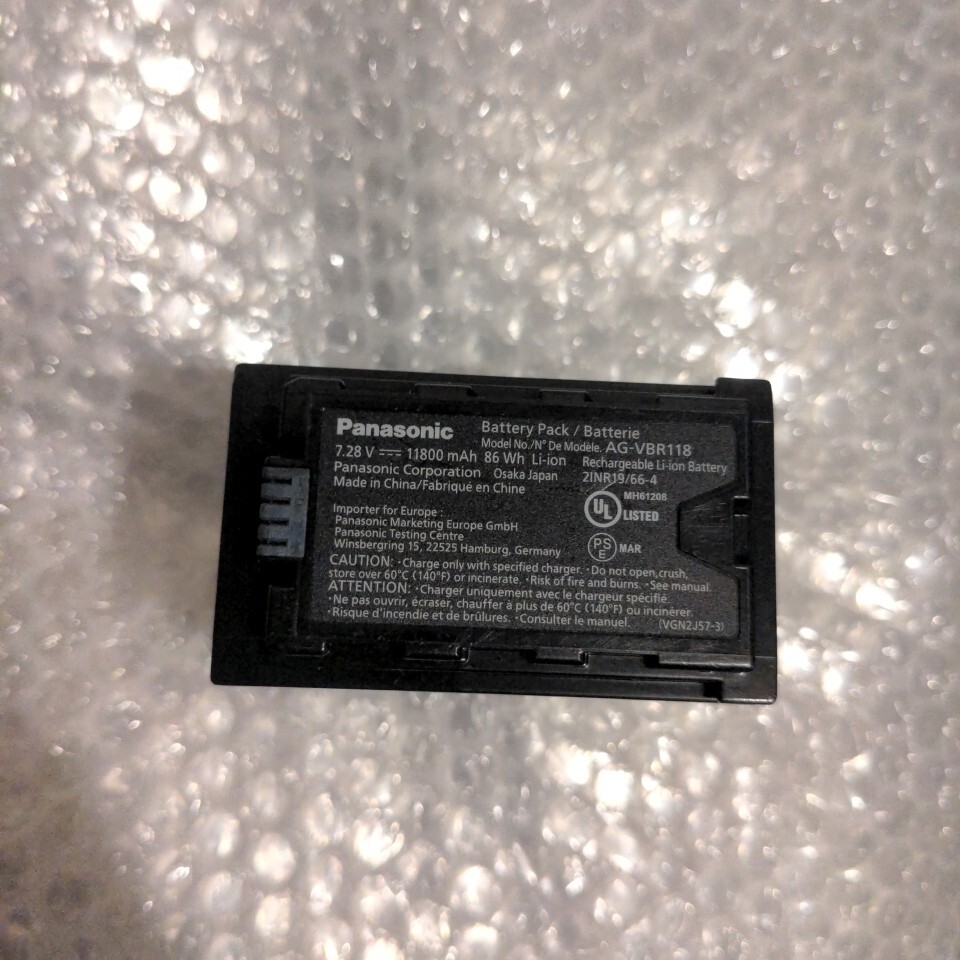 Panasonic
Battery Pack / Batterie
Model No./N° De Modèle. AG-VBR118
7.28 V ⎓ 11800 mAh 86 Wh Li-ion
Rechargeable Li-ion Battery
Panasonic Corporation Osaka Japan
2INR19/66-4
Made in China/Fabriqué en Chine
UL MH61208
LISTED
Importer for Europe :
Panasonic Marketing Europe GmbH
Panasonic Testing Centre
Winsbergring 15, 22525 Hamburg, Germany
PS
E MAR
CAUTION: ·Charge only with specified charger. ·Do not open,crush,
store over 60°C (140°F) or incinerate. ·Risk of fire and burns. ·See manual.
ATTENTION: ·Charger uniquement avec le chargeur spécifié.
·Ne pas ouvrir, écraser, chauffer à plus de 60°C (140°F) ou incinérer.
·Risque d'incendie et de brûlures. ·Consulter le manuel. (VGN2J57-3)